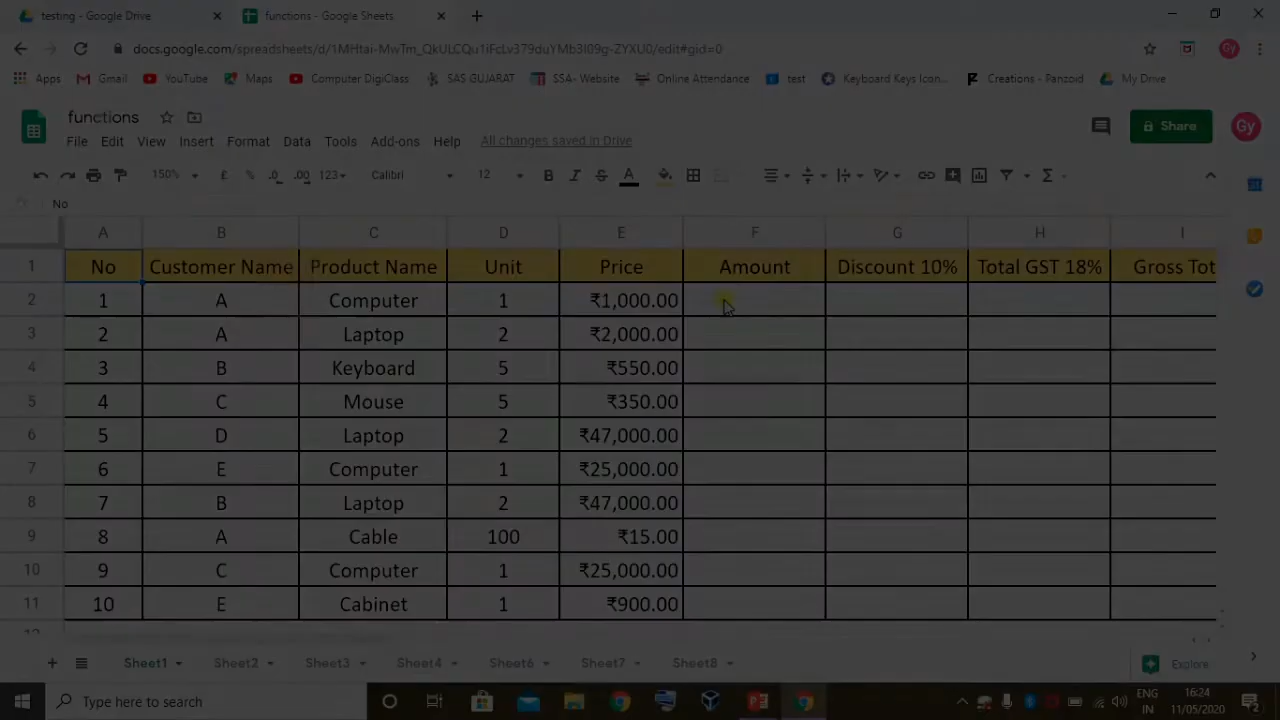 testing - Google Drive
functions - Google Sheets
docs.google.com/spreadsheets/d/1MHtai-MwTm_QkULCQu1iFcLv379duYMb3I09g-ZYXU0/edit#gid=0
Apps Gmail YouTube Maps Computer DigiClass SAS GUJARAT SSA- Website Online Attendance test Keyboard Keys Icon... Creations - Panzoid My Drive
functions
Share
Gy
File Edit View Insert Format Data Tools Add-ons Help All changes saved in Drive
150% £ % .0 .00 123 Calibri 12 B I S A Σ
fx No
A B C D E F G H I
1 No Customer Name Product Name Unit Price Amount Discount 10% Total GST 18% Gross Tot
2 1 A Computer 1 ₹1,000.00
3 2 A Laptop 2 ₹2,000.00
4 3 B Keyboard 5 ₹550.00
5 4 C Mouse 5 ₹350.00
6 5 D Laptop 2 ₹47,000.00
7 6 E Computer 1 ₹25,000.00
8 7 B Laptop 2 ₹47,000.00
9 8 A Cable 100 ₹15.00
10 9 C Computer 1 ₹25,000.00
11 10 E Cabinet 1 ₹900.00
Sheet1 Sheet2 Sheet3 Sheet4 Sheet6 Sheet7 Sheet8 Explore
Type here to search
ENG
IN
16:24
11/05/2020